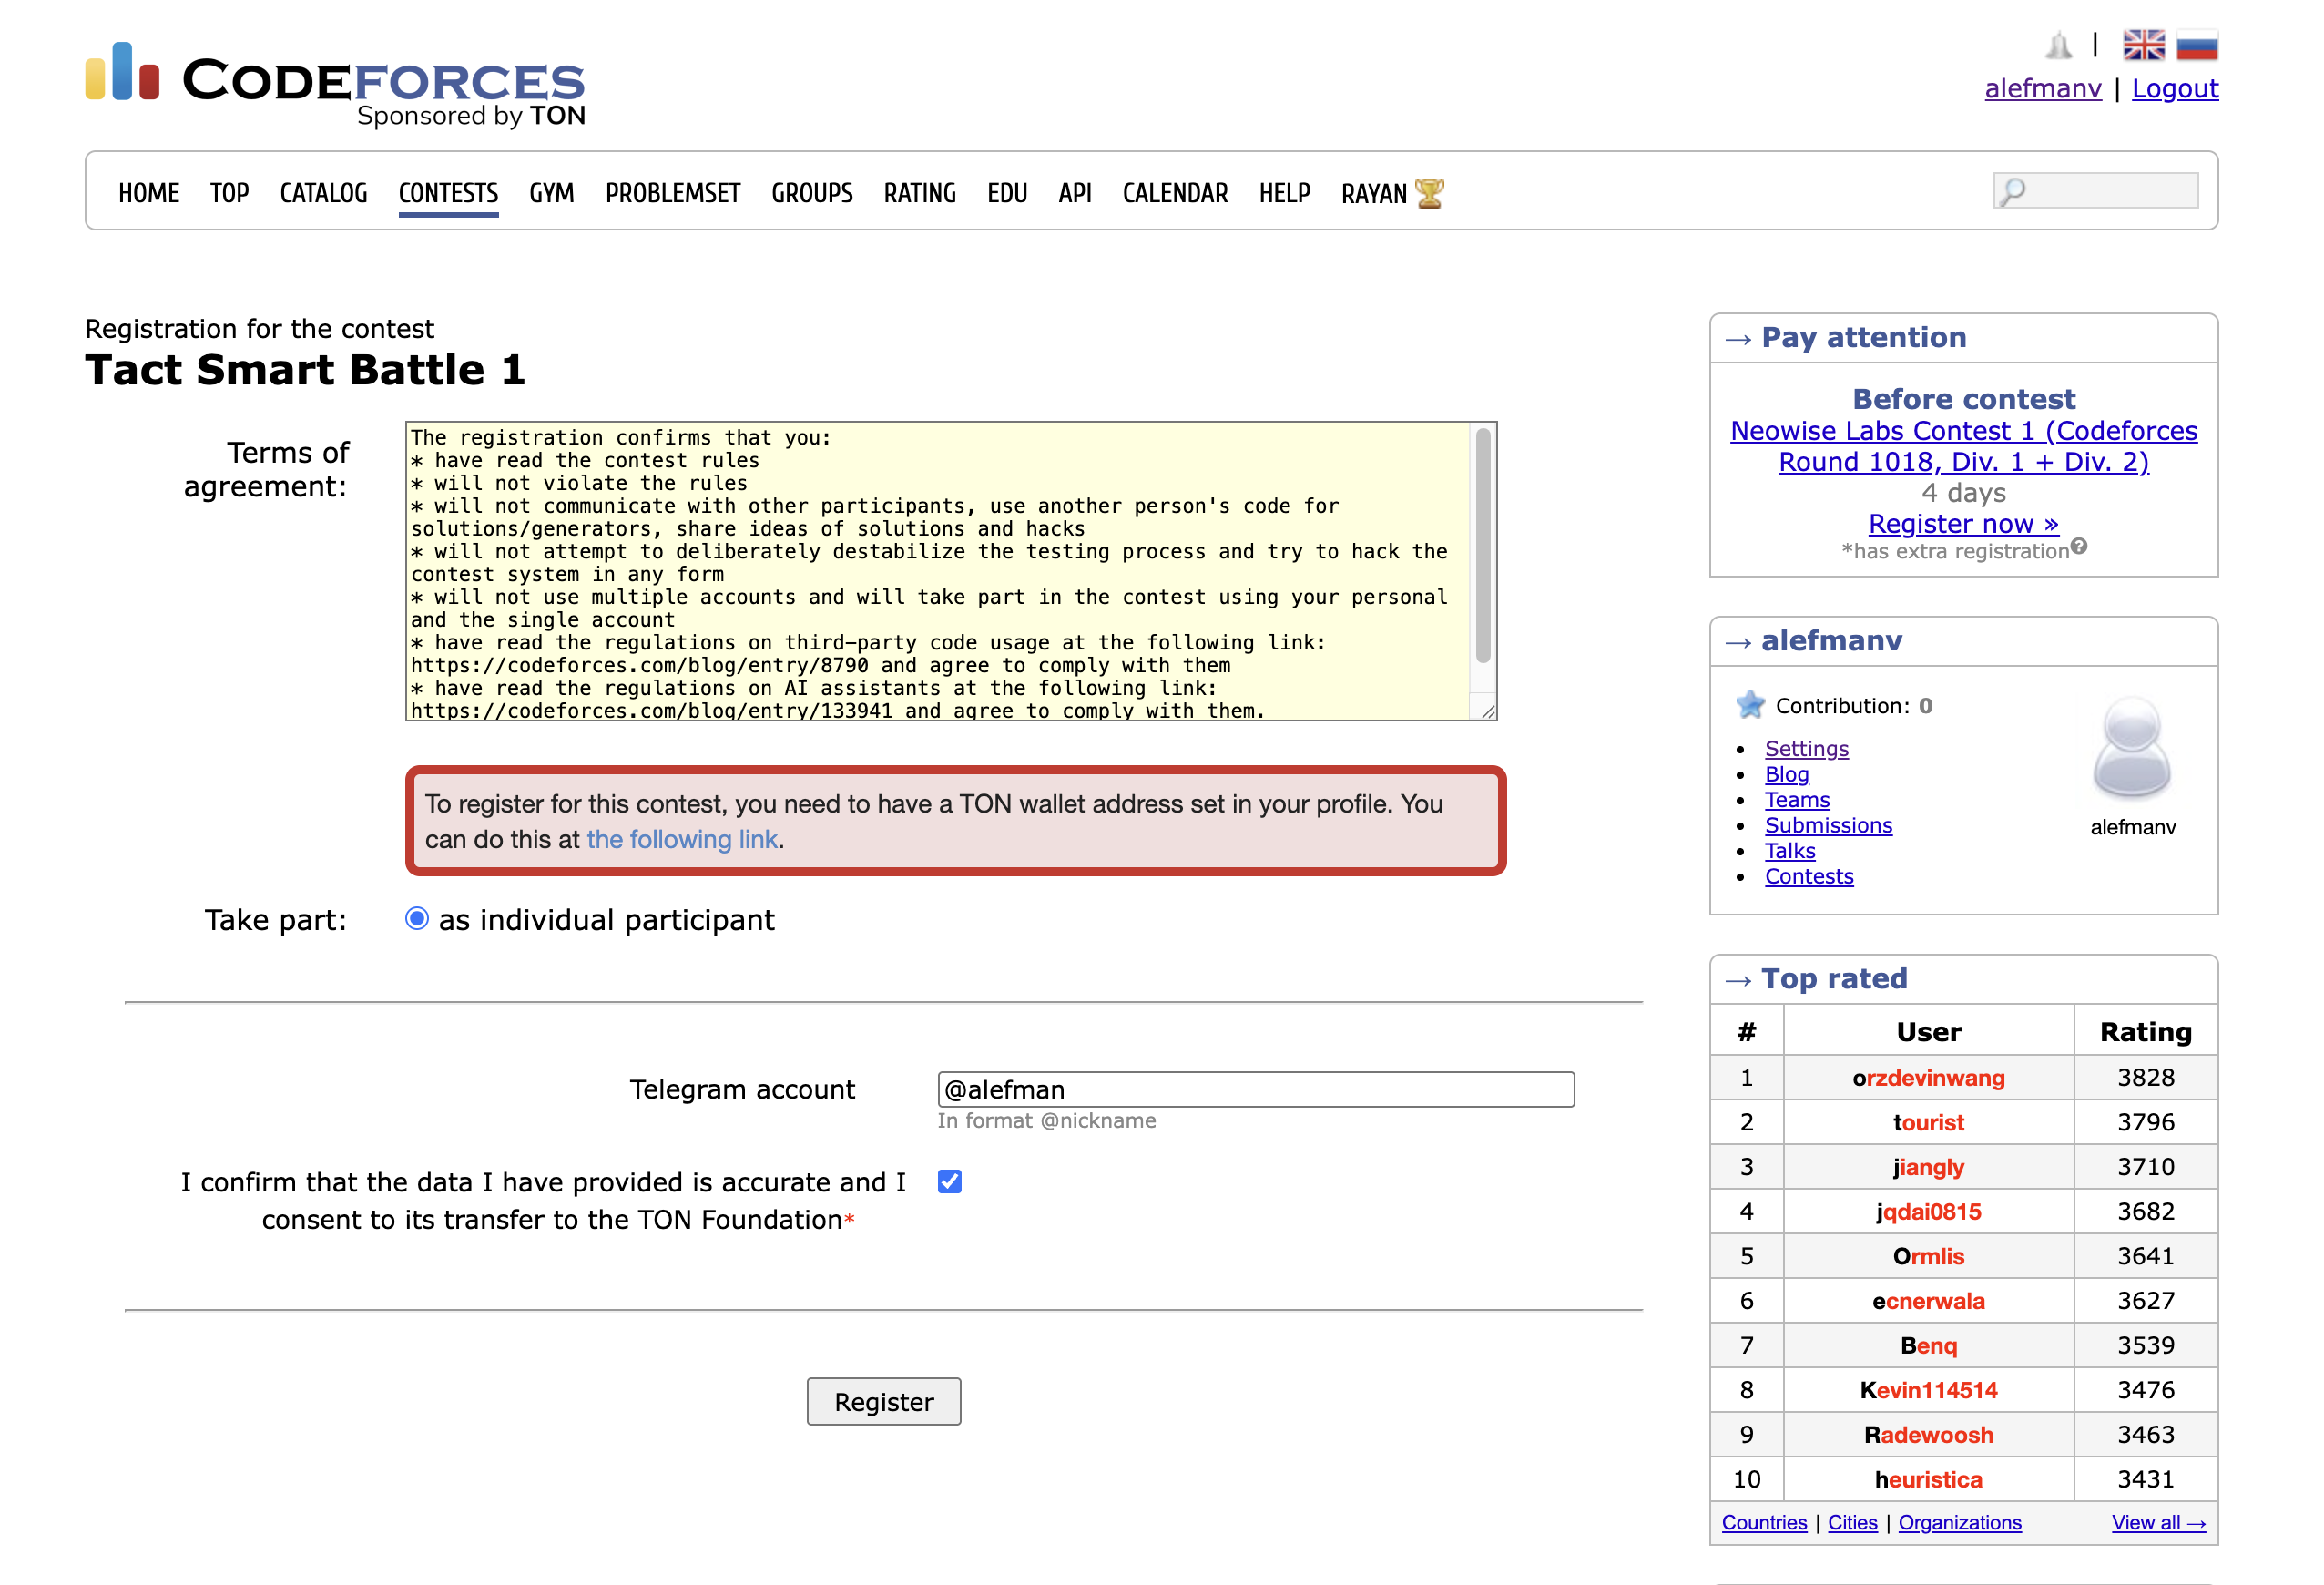 CODEFORCES
Sponsored by TON
|
alefmanv | Logout
HOME TOP CATALOG CONTESTS GYM PROBLEMSET GROUPS RATING EDU API CALENDAR HELP RAYAN
Registration for the contest
Tact Smart Battle 1
Terms of
agreement:
The registration confirms that you:
* have read the contest rules
* will not violate the rules
* will not communicate with other participants, use another person's code for
solutions/generators, share ideas of solutions and hacks
* will not attempt to deliberately destabilize the testing process and try to hack the
contest system in any form
* will not use multiple accounts and will take part in the contest using your personal
and the single account
* have read the regulations on third-party code usage at the following link:
https://codeforces.com/blog/entry/8790 and agree to comply with them
* have read the regulations on AI assistants at the following link:
https://codeforces.com/blog/entry/133941 and agree to comply with them.
To register for this contest, you need to have a TON wallet address set in your profile. You
can do this at the following link.
Take part: as individual participant
Telegram account @alefman
In format @nickname
I confirm that the data I have provided is accurate and I
consent to its transfer to the TON Foundation*
Register
→ Pay attention
Before contest
Neowise Labs Contest 1 (Codeforces
Round 1018, Div. 1 + Div. 2)
4 days
Register now »
*has extra registration?
→ alefmanv
Contribution: 0
• Settings
• Blog
• Teams
• Submissions
• Talks
• Contests
alefmanv
→ Top rated
# User Rating
1 orzdevinwang 3828
2 tourist 3796
3 jiangly 3710
4 jqdai0815 3682
5 Ormlis 3641
6 ecnerwala 3627
7 Benq 3539
8 Kevin114514 3476
9 Radewoosh 3463
10 heuristica 3431
Countries | Cities | Organizations View all →